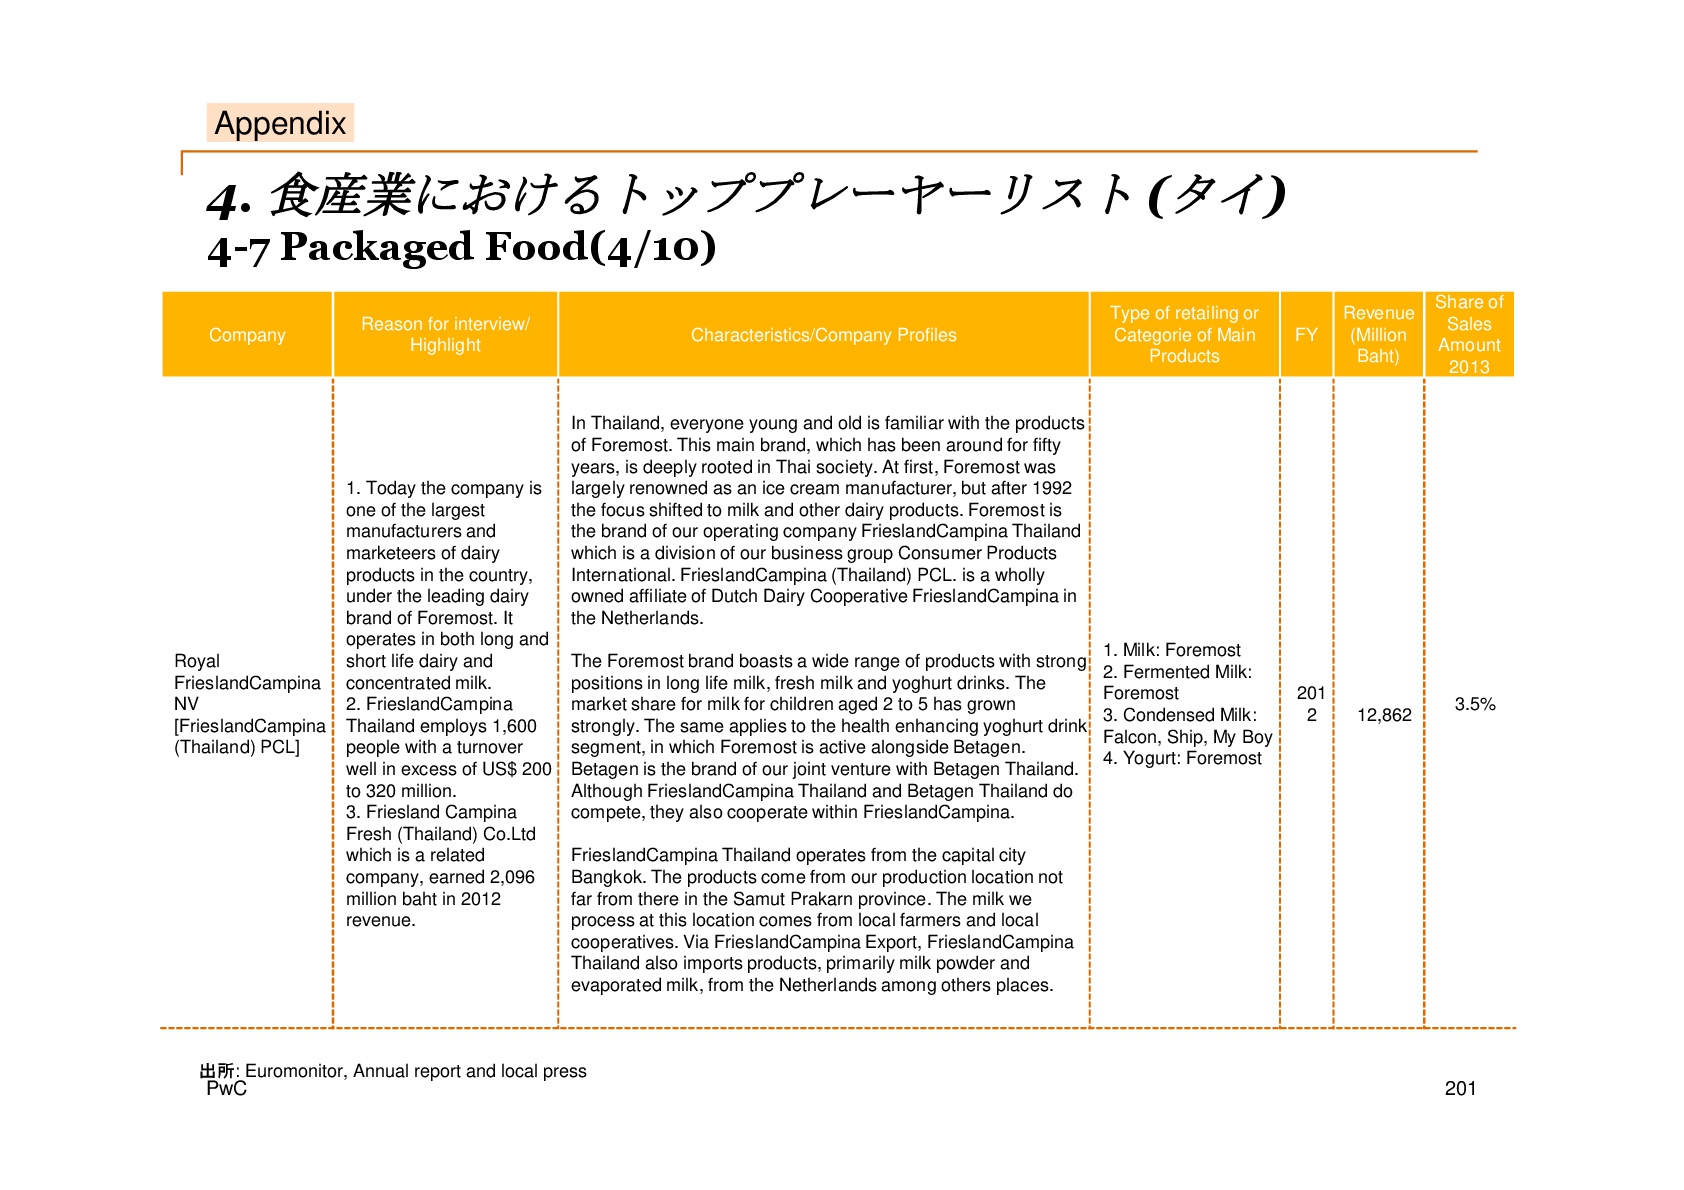 Appendix
4. 食産業におけるトッププレーヤーリスト(タイ)
4-7 Packaged Food(4/10)
Company
Reason for interview/
Highlight
Characteristics/Company Profiles
Type of retailing or
Categorie of Main
Products
FY
Revenue
(Million
Baht)
Share of
Sales
Amount
2013
Royal
FrieslandCampina
NV
[FrieslandCampina
(Thailand) PCL]
1. Today the company is
one of the largest
manufacturers and
marketeers of dairy
products in the country,
under the leading dairy
brand of Foremost. It
operates in both long and
short life dairy and
concentrated milk.
2. FrieslandCampina
Thailand employs 1,600
people with a turnover
well in excess of US$ 200
to 320 million.
3. Friesland Campina
Fresh (Thailand) Co.Ltd
which is a related
company, earned 2,096
million baht in 2012
revenue.
In Thailand, everyone young and old is familiar with the products
of Foremost. This main brand, which has been around for fifty
years, is deeply rooted in Thai society. At first, Foremost was
largely renowned as an ice cream manufacturer, but after 1992
the focus shifted to milk and other dairy products. Foremost is
the brand of our operating company FrieslandCampina Thailand
which is a division of our business group Consumer Products
International. FrieslandCampina (Thailand) PCL. is a wholly
owned affiliate of Dutch Dairy Cooperative FrieslandCampina in
the Netherlands.
The Foremost brand boasts a wide range of products with strong
positions in long life milk, fresh milk and yoghurt drinks. The
market share for milk for children aged 2 to 5 has grown
strongly. The same applies to the health enhancing yoghurt drink
segment, in which Foremost is active alongside Betagen.
Betagen is the brand of our joint venture with Betagen Thailand.
Although FrieslandCampina Thailand and Betagen Thailand do
compete, they also cooperate within FrieslandCampina.
FrieslandCampina Thailand operates from the capital city
Bangkok. The products come from our production location not
far from there in the Samut Prakarn province. The milk we
process at this location comes from local farmers and local
cooperatives. Via FrieslandCampina Export, FrieslandCampina
Thailand also imports products, primarily milk powder and
evaporated milk, from the Netherlands among others places.
1. Milk: Foremost
2. Fermented Milk:
Foremost
3. Condensed Milk:
Falcon, Ship, My Boy
4. Yogurt: Foremost
201
2
12,862
3.5%
出所: Euromonitor, Annual report and local press
PwC
201